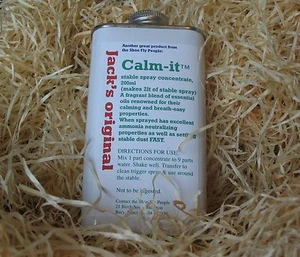 Another great product from
the Shoo Fly People.
Jack's original
Calm-it™
stable spray concentrate,
200ml
(makes 2lt of stable spray)
A fragrant blend of essential
oils renowned for their
calming and breath-easy
properties.
When sprayed has excellent
ammonia neutralizing
properties as well as
stable dust FAST.
DIRECTIONS FOR USE:
Mix 1 part concentrate to 9 parts
water. Shake well. Transfer to
clean trigger spray & use around
the stable.
Not to be
People